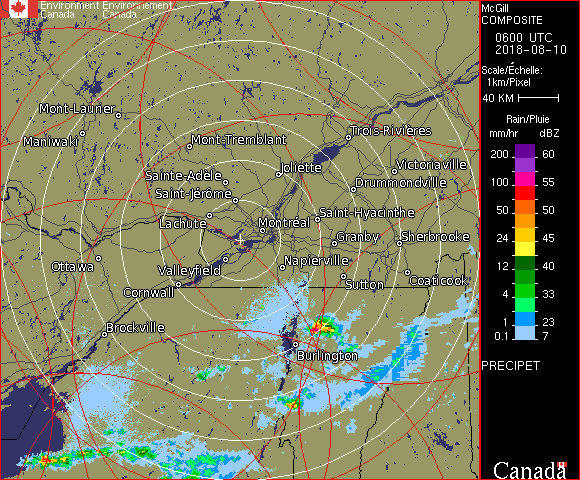 Environment Environnement
Canada Canada
McGill
COMPOSITE
0600 UTC
2018-08-10
Scale/Échelle:
1km/Pixel
40 KM
Rain/Pluie
mm/hr dBZ
200 60
100 55
50 50
24 45
12 40
4 33
1 23
0.1 7
PRECIPET
Canada
Mont-Laurier
Maniwaki
Mont-Tremblant
Trois-Rivières
Sainte-Adèle
Joliette
Victoriaville
Saint-Jérôme
Drummondville
Lachute
Montréal
Saint-Hyacinthe
Granby
Sherbrooke
Ottawa
Valleyfield
Napierville
Cornwall
Sutton
Coaticook
Brockville
Burlington